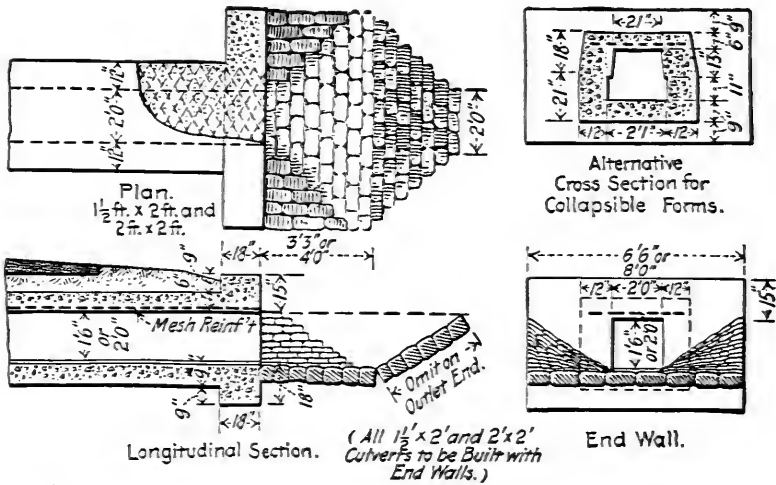 12"
2'0"
12"
Plan.
1½ ft. x 2 ft. and
2 ft. x 2 ft.
2'0"
21"
18"
21"
6"
9"
13"
11"
9"
12"
2'1"
12"
Alternative
Cross Section for
Collapsible Forms.
18"
3'3" or
4'0"
9"
6"
15"
Mesh Reinf't
1'6"
or
2'0"
9"
9"
18"
18"
Omit on
Outlet End.
Longitudinal Section.
(All 1½' x 2' and 2' x 2'
Culverts to be Built with
End Walls.)
6'6" or
8'0"
12"
2'0"
12"
15"
1'6"
or 2'0"
End Wall.